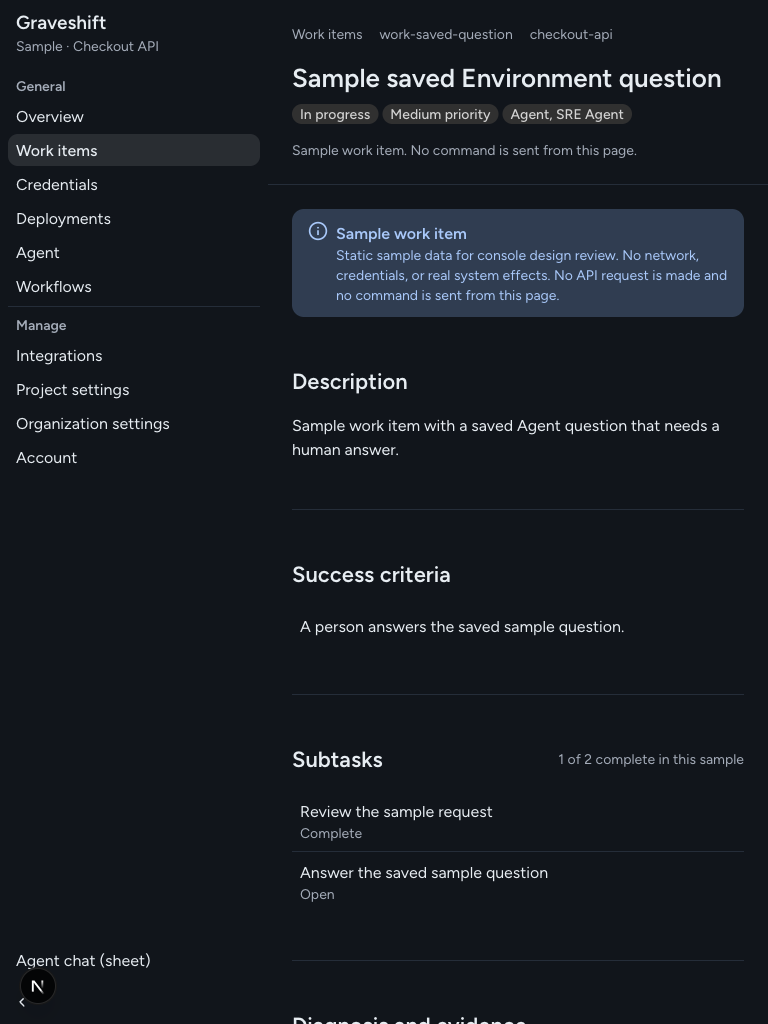 Graveshift
Sample · Checkout API
General
Overview
Work items
Credentials
Deployments
Agent
Workflows
Manage
Integrations
Project settings
Organization settings
Account
Agent chat (sheet)
N
Work items work-saved-question checkout-api
Sample saved Environment question
In progress Medium priority Agent, SRE Agent
Sample work item. No command is sent from this page.
Sample work item
Static sample data for console design review. No network,
credentials, or real system effects. No API request is made and
no command is sent from this page.
Description
Sample work item with a saved Agent question that needs a
human answer.
Success criteria
A person answers the saved sample question.
Subtasks 1 of 2 complete in this sample
Review the sample request
Complete
Answer the saved sample question
Open
Diagnosis and evidence